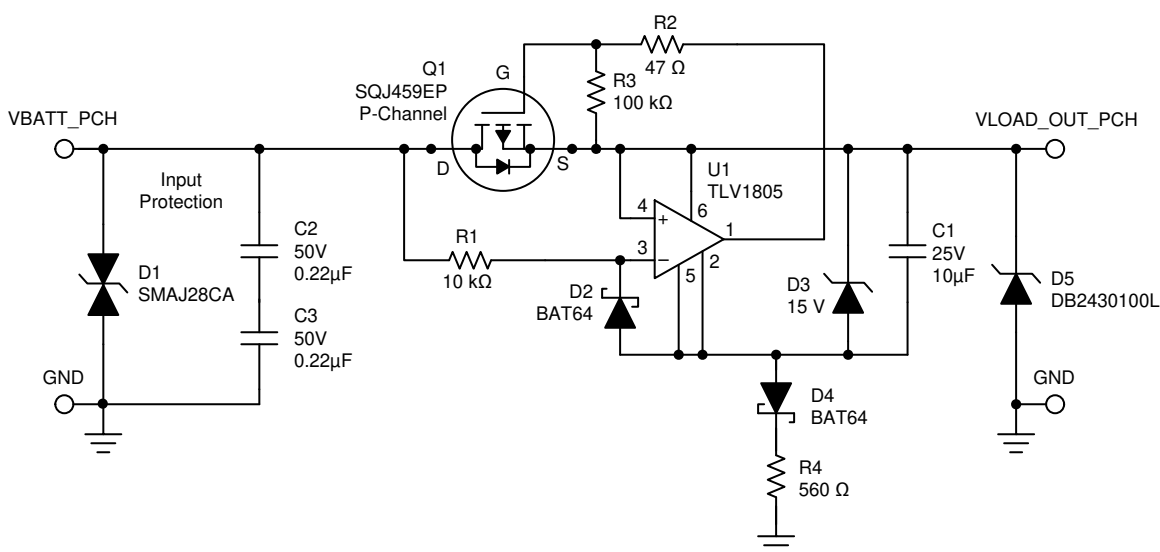 R2
47 Ω
Q1
SQJ459EP
P-Channel
G
R3
100 kΩ
VBATT_PCH
VLOAD_OUT_PCH
D
S
Input
Protection
U1
TLV1805
4
+
6
1
3
−
5
2
C2
50V
0.22µF
R1
10 kΩ
C1
25V
10µF
D1
SMAJ28CA
D2
BAT64
D3
15 V
D5
DB2430100L
C3
50V
0.22µF
GND
GND
D4
BAT64
R4
560 Ω